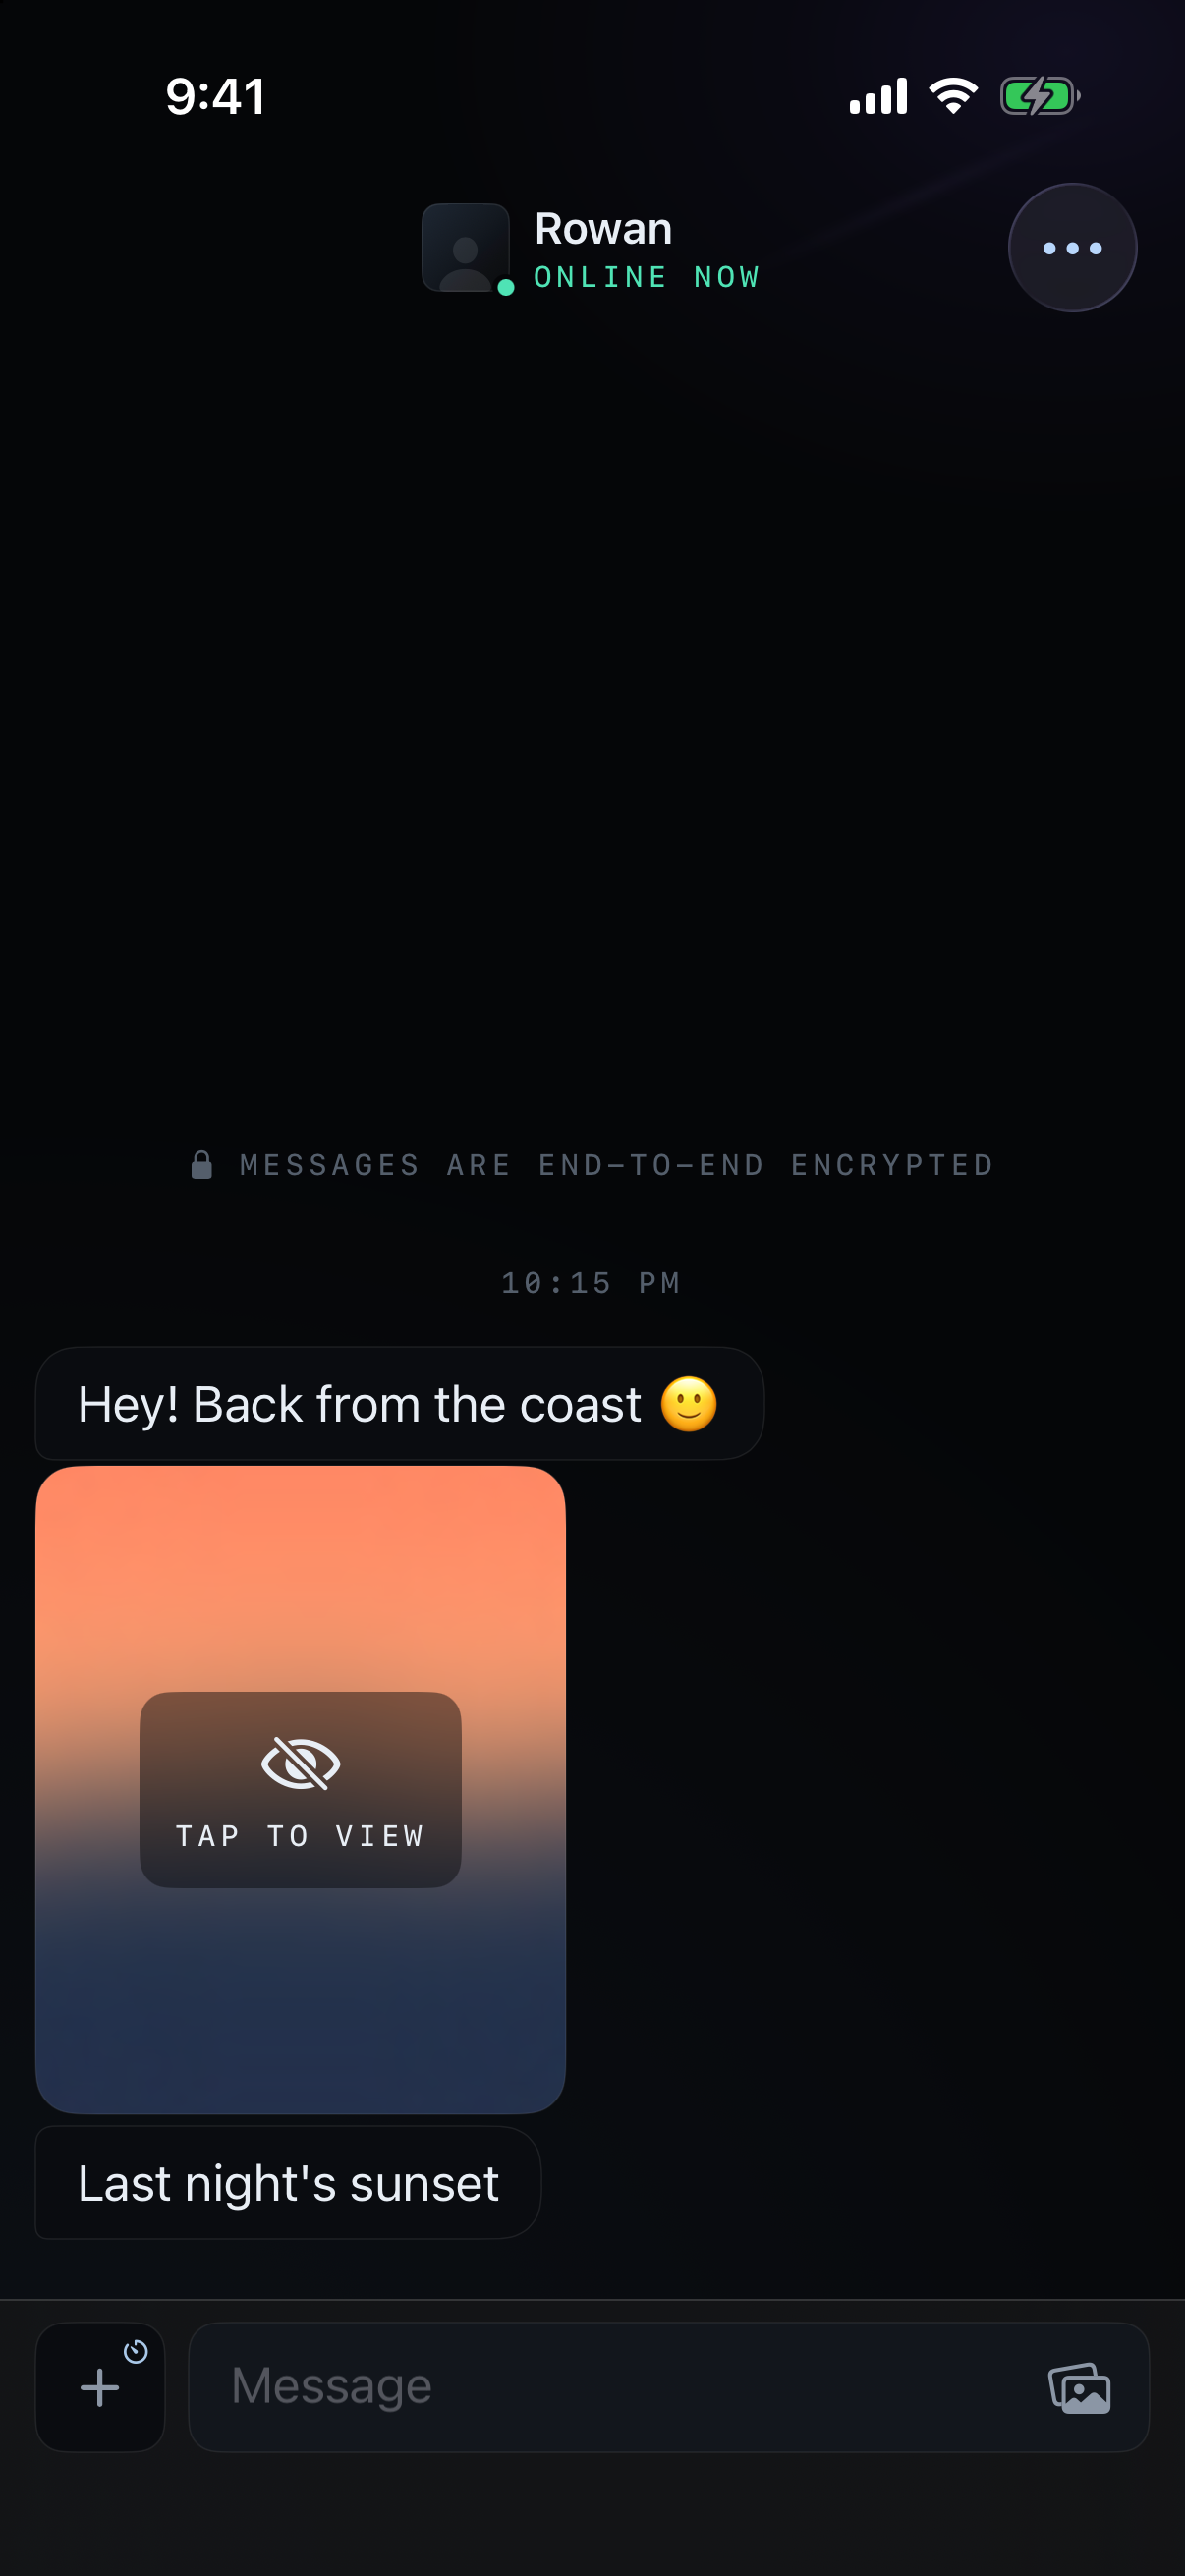 9:41
Rowan
ONLINE NOW
MESSAGES ARE END-TO-END ENCRYPTED
10:15 PM
Hey! Back from the coast 🙂
TAP TO VIEW
Last night's sunset
Message